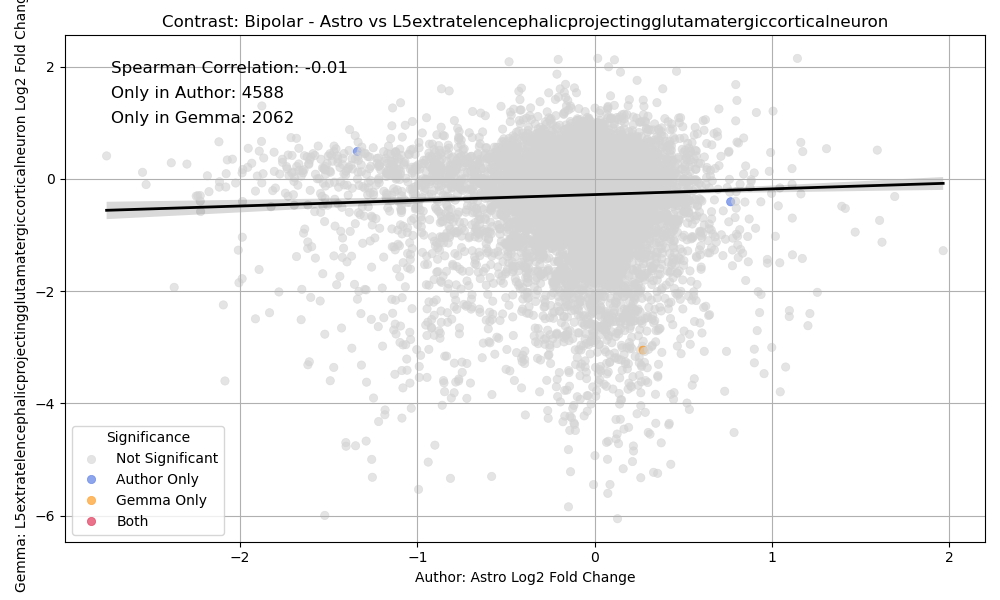 Contrast: Bipolar - Astro vs L5extratelencephalicprojectingglutamatergiccorticalneuron
Gemma: L5extratelencephalicprojectingglutamatergiccorticalneuron Log2 Fold Chang
Spearman Correlation: -0.01
Only in Author: 4588
Only in Gemma: 2062
2
0
−2
−4
−6
Significance
Not Significant
Author Only
Gemma Only
Both
−2
−1
0
1
2
Author: Astro Log2 Fold Change